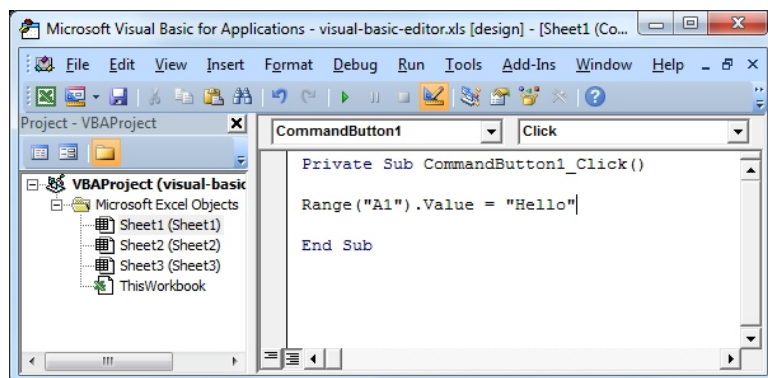 Microsoft Visual Basic for Applications - visual-basic-editor.xls [design] - [Sheet1 (Co...
File Edit View Insert Format Debug Run Tools Add-Ins Window Help
Project - VBAProject
CommandButton1 Click
VBAProject (visual-basic
Microsoft Excel Objects
Sheet1 (Sheet1)
Sheet2 (Sheet2)
Sheet3 (Sheet3)
ThisWorkbook
Private Sub CommandButton1_Click()
Range("A1").Value = "Hello"
End Sub